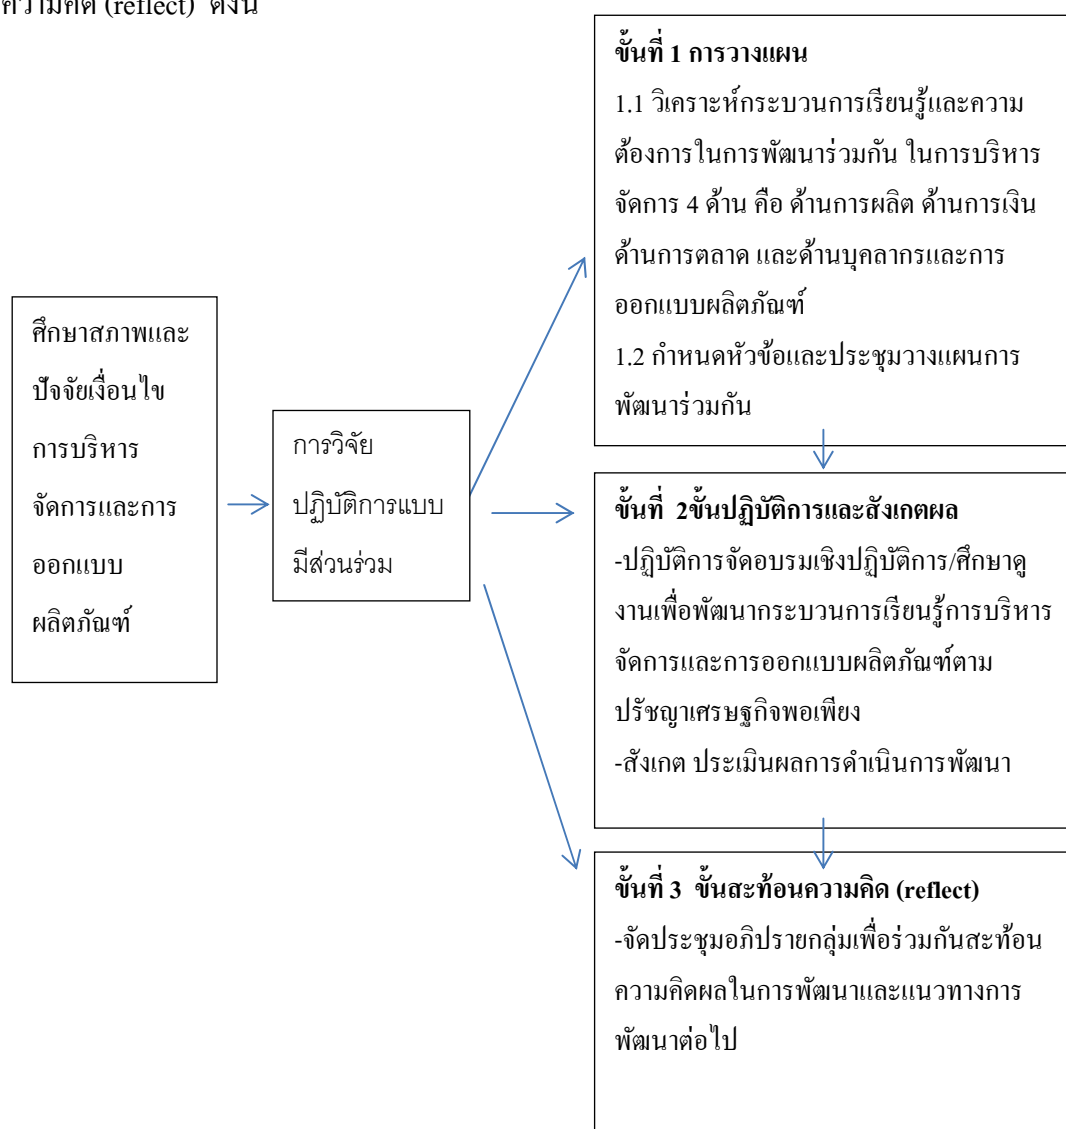 ความคิด (reflect) ดังนี้
ศึกษาสภาพและ
ปัจจัยเงื่อนไข
การบริหาร
จัดการและการ
ออกแบบ
ผลิตภัณฑ์
การวิจัย
ปฏิบัติการแบบ
มีส่วนร่วม
ขั้นที่ 1 การวางแผน
1.1 วิเคราะห์กระบวนการเรียนรู้และความ
ต้องการในการพัฒนาร่วมกัน ในการบริหาร
จัดการ 4 ด้าน คือ ด้านการผลิต ด้านการเงิน
ด้านการตลาด และด้านบุคลากรและการ
ออกแบบผลิตภัณฑ์
1.2 กำหนดหัวข้อและประชุมวางแผนการ
พัฒนาร่วมกัน
ขั้นที่ 2ขั้นปฏิบัติการและสังเกตผล
-ปฏิบัติการจัดอบรมเชิงปฏิบัติการ/ศึกษาดู
งานเพื่อพัฒนากระบวนการเรียนรู้การบริหาร
จัดการและการออกแบบผลิตภัณฑ์ตาม
ปรัชญาเศรษฐกิจพอเพียง
-สังเกต ประเมินผลการดำเนินการพัฒนา
ขั้นที่ 3 ขั้นสะท้อนความคิด (reflect)
-จัดประชุมอภิปรายกลุ่มเพื่อร่วมกันสะท้อน
ความคิดผลในการพัฒนาและแนวทางการ
พัฒนาต่อไป